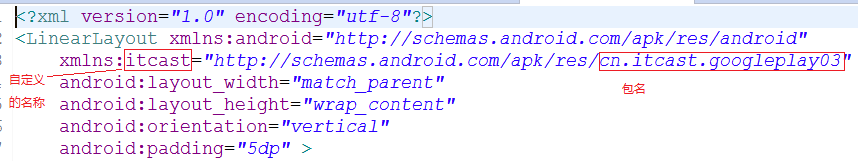 1 <?xml version="1.0" encoding="utf-8"?>
<LinearLayout xmlns:android="http://schemas.android.com/apk/res/android"
xmlns:itcast="http://schemas.android.com/apk/res/cn.itcast.googleplay03"
自定义
的名称
android:layout_width="match_parent"
包名
android:layout_height="wrap_content"
android:orientation="vertical"
android:padding="5dp" >